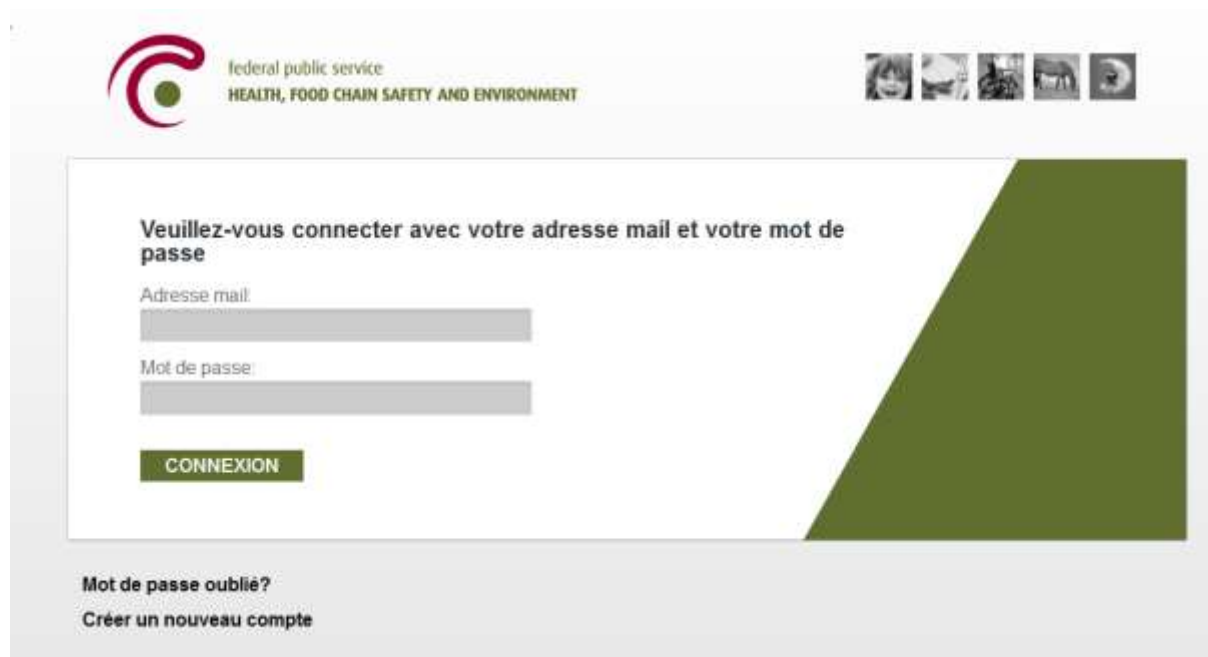 federal public service
HEALTH, FOOD CHAIN SAFETY AND ENVIRONMENT
Veuillez-vous connecter avec votre adresse mail et votre mot de
passe
Adresse mail:
Mot de passe:
CONNEXION
Mot de passe oublié?
Créer un nouveau compte